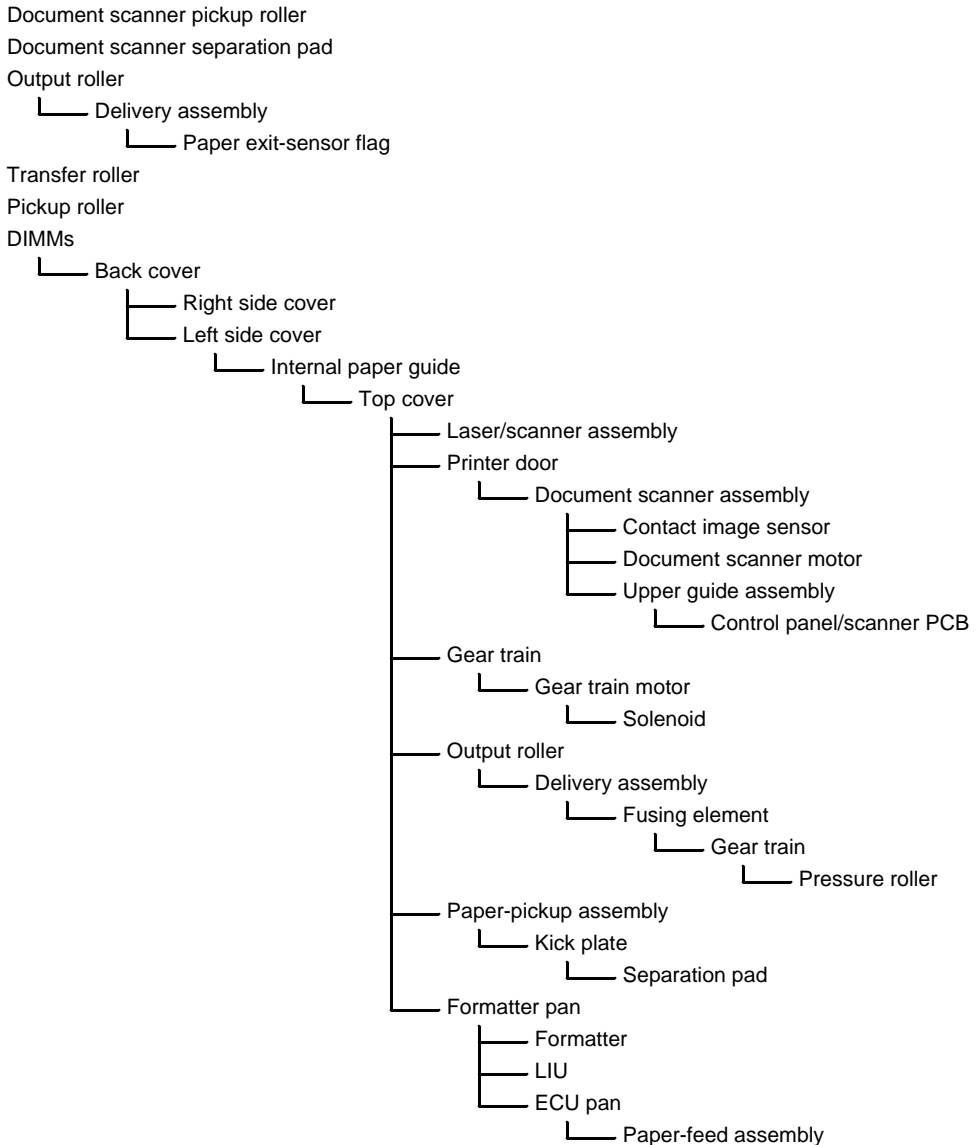 Document scanner pickup roller
Document scanner separation pad
Output roller
Delivery assembly
Paper exit-sensor flag
Transfer roller
Pickup roller
DIMMs
Back cover
Right side cover
Left side cover
Internal paper guide
Top cover
Laser/scanner assembly
Printer door
Document scanner assembly
Contact image sensor
Document scanner motor
Upper guide assembly
Control panel/scanner PCB
Gear train
Gear train motor
Solenoid
Output roller
Delivery assembly
Fusing element
Gear train
Pressure roller
Paper-pickup assembly
Kick plate
Separation pad
Formatter pan
Formatter
LIU
ECU pan
Paper-feed assembly